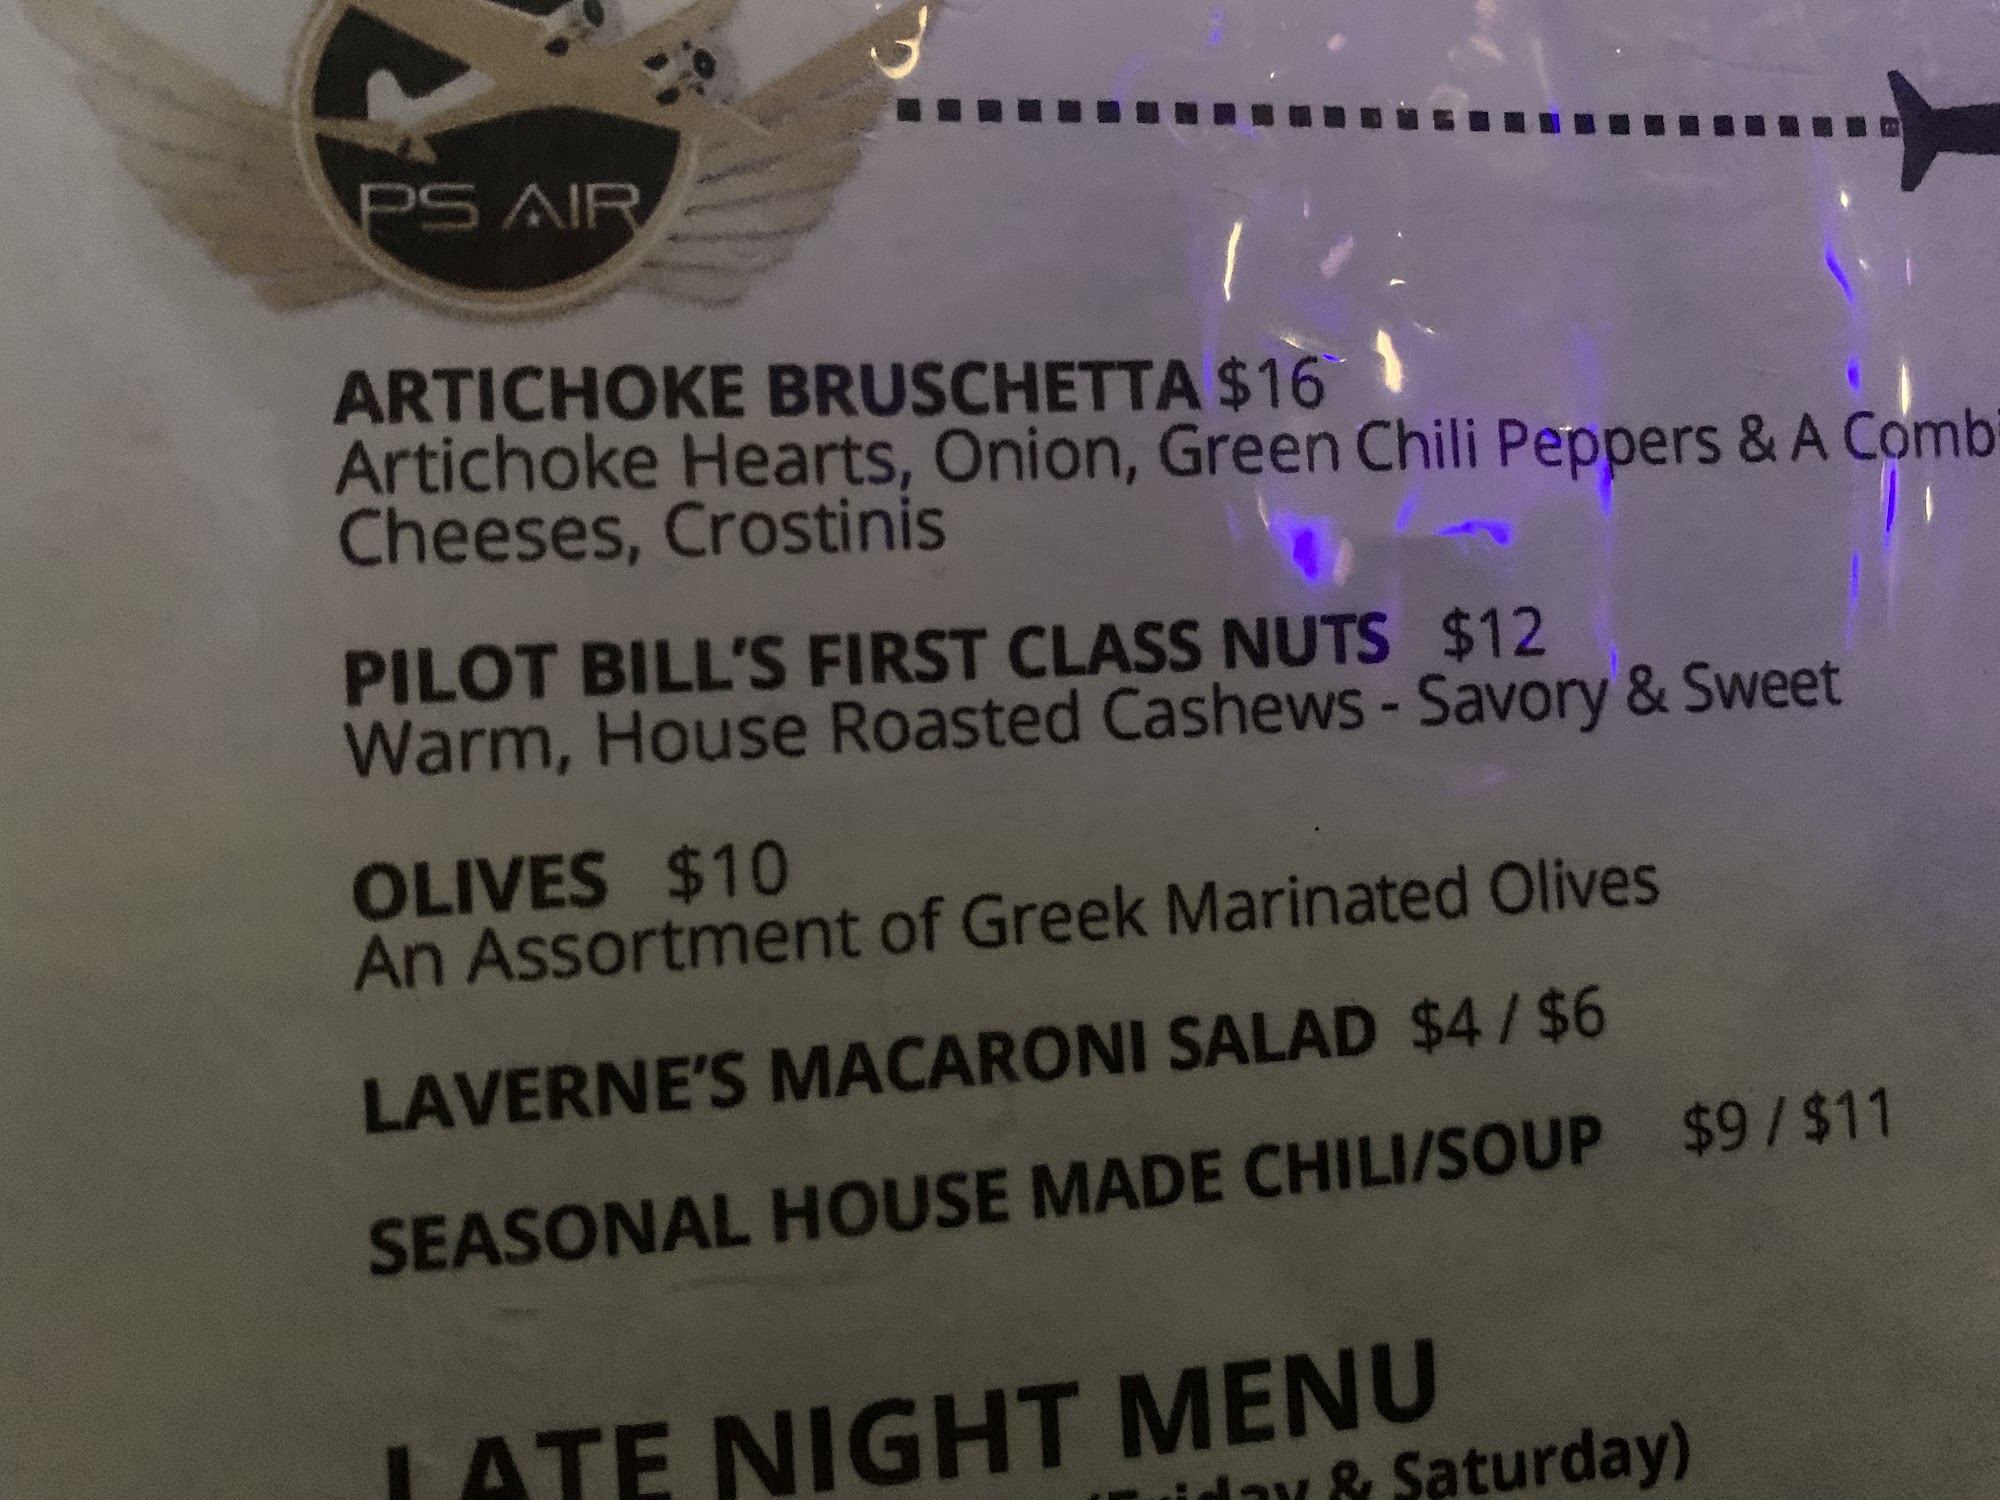 PS AIR
ARTICHOKE BRUSCHETTA $16
Artichoke Hearts, Onion, Green Chili Peppers & A Combi
Cheeses, Crostinis
PILOT BILL’S FIRST CLASS NUTS $12
Warm, House Roasted Cashews - Savory & Sweet
OLIVES $10
An Assortment of Greek Marinated Olives
LAVERNE’S MACARONI SALAD $4 / $6
SEASONAL HOUSE MADE CHILI/SOUP $9 / $11
LATE NIGHT MENU
(Friday & Saturday)